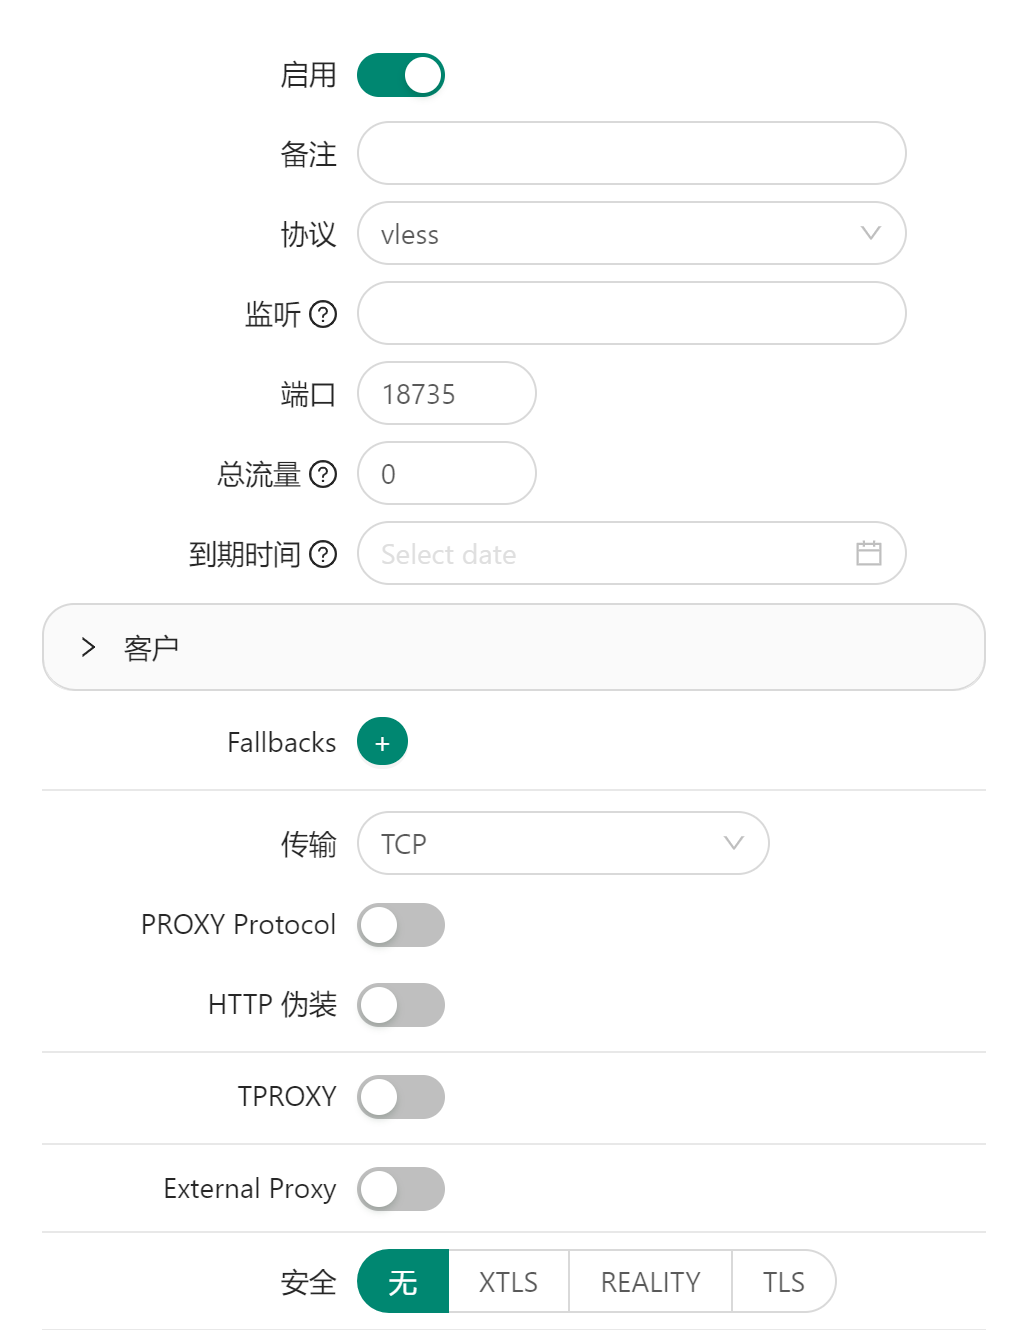 启用
备注
协议 vless
监听
端口 18735
总流量 0
到期时间 Select date
客户
Fallbacks +
传输 TCP
PROXY Protocol
HTTP 伪装
TPROXY
External Proxy
安全 无 XTLS REALITY TLS